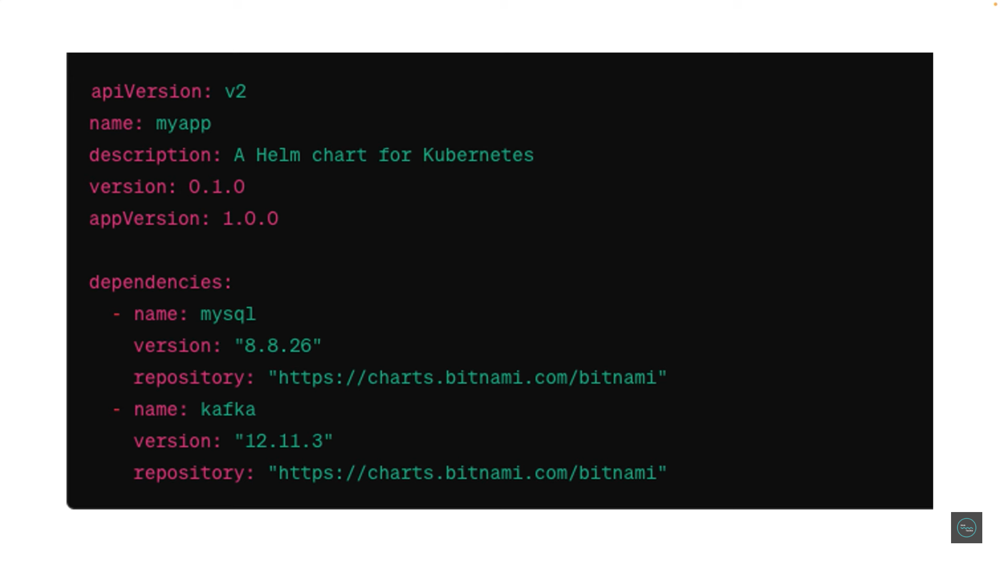 apiVersion: v2
name: myapp
description: A Helm chart for Kubernetes
version: 0.1.0
appVersion: 1.0.0
dependencies:
- name: mysql
version: "8.8.26"
repository: "https://charts.bitnami.com/bitnami"
- name: kafka
version: "12.11.3"
repository: "https://charts.bitnami.com/bitnami"
Java
Techie